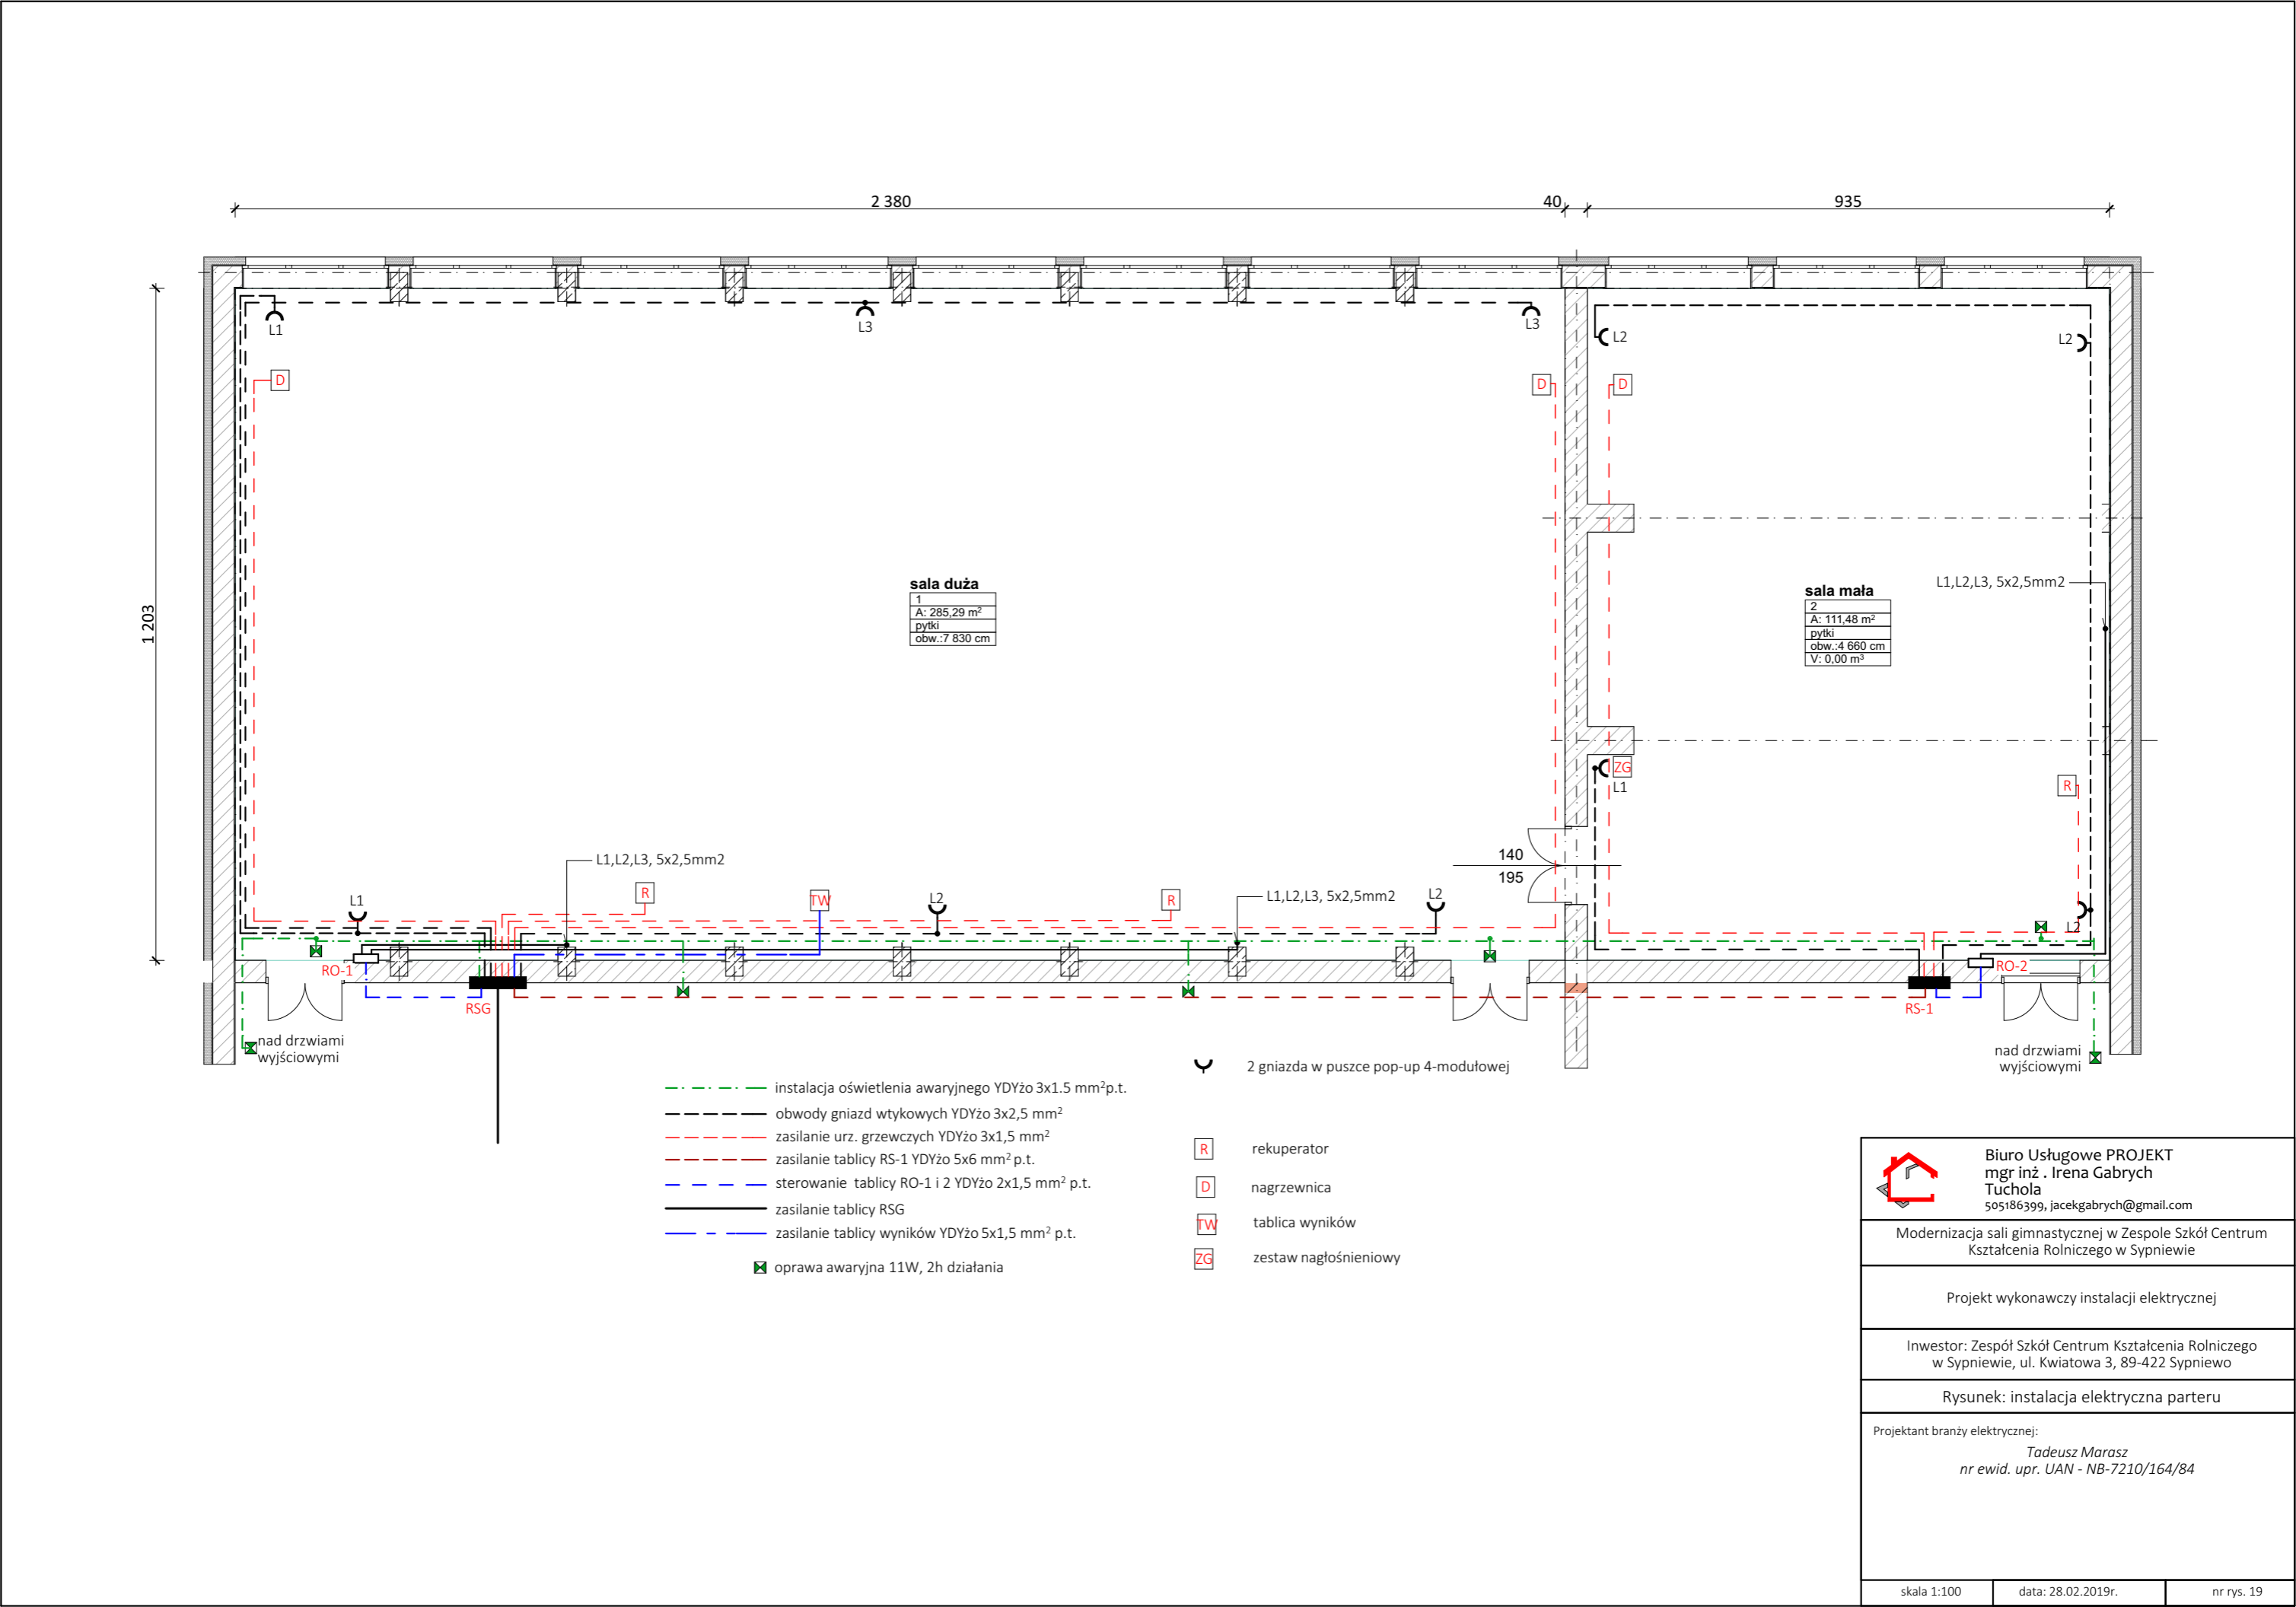 2 380
40
935
L1
L3
L3
L2
L2
D
D
D
1 203
sala duża
1
A: 285,29 m²
pytki
obw.:7 830 cm
L1,L2,L3, 5x2,5mm2
sala mała
2
A: 111,48 m²
pytki
obw.:4 660 cm
V: 0,00 m³
ZG
L1
R
140
195
L1,L2,L3, 5x2,5mm2
L1
R
TW
L2
R
L1,L2,L3, 5x2,5mm2
L2
L2
RO-1
RSG
RO-2
RS-1
nad drzwiami
wyjściowymi
nad drzwiami
wyjściowymi
instalacja oświetlenia awaryjnego YDYżo 3x1.5 mm²p.t.
obwody gniazd wtykowych YDYżo 3x2,5 mm²
zasilanie urz. grzewczych YDYżo 3x1,5 mm²
zasilanie tablicy RS-1 YDYżo 5x6 mm² p.t.
sterowanie tablicy RO-1 i 2 YDYżo 2x1,5 mm² p.t.
zasilanie tablicy RSG
zasilanie tablicy wyników YDYżo 5x1,5 mm² p.t.
oprawa awaryjna 11W, 2h działania
2 gniazda w puszce pop-up 4-modułowej
R rekuperator
D nagrzewnica
TW tablica wyników
ZG zestaw nagłośnieniowy
Biuro Usługowe PROJEKT
mgr inż . Irena Gabrych
Tuchola
505186399, jacekgabrych@gmail.com
Modernizacja sali gimnastycznej w Zespole Szkół Centrum
Kształcenia Rolniczego w Sypniewie
Projekt wykonawczy instalacji elektrycznej
Inwestor: Zespół Szkół Centrum Kształcenia Rolniczego
w Sypniewie, ul. Kwiatowa 3, 89-422 Sypniewo
Rysunek: instalacja elektryczna parteru
Projektant branży elektrycznej:
Tadeusz Marasz
nr ewid. upr. UAN - NB-7210/164/84
skala 1:100
data: 28.02.2019r.
nr rys. 19